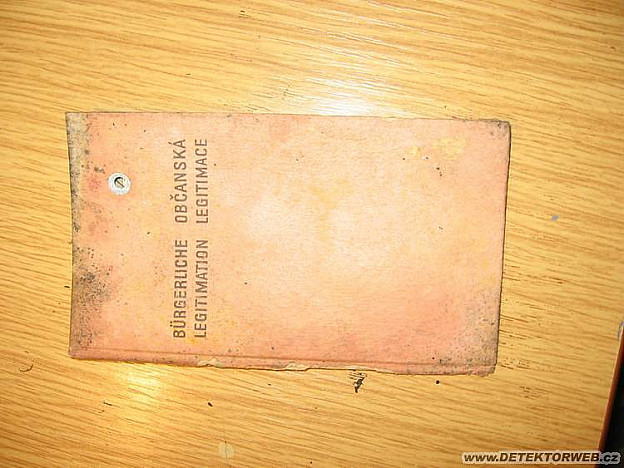 BÜRGERLICHE OBČANSKÁ
LEGITIMATION LEGITIMACE
www.DETEKTORWEB.cz